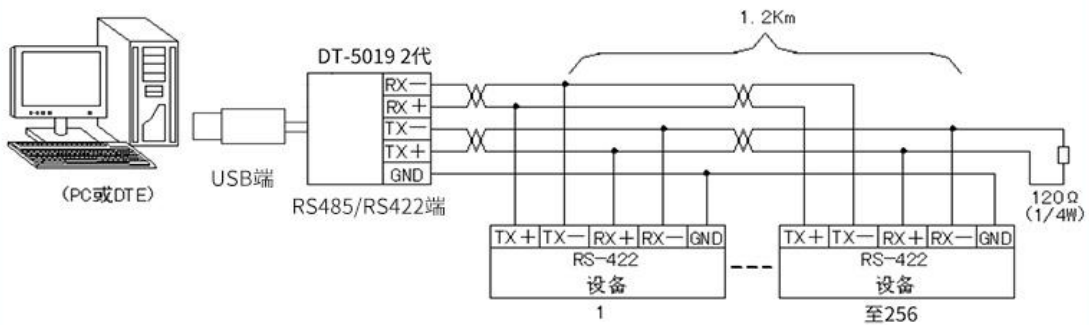 1. 2Km
DT-5019 2代
RX—
RX+
TX—
TX+
GND
USB端
(PC或DTE)
RS485/RS422端
120Ω
(1/4W)
TX+ TX— RX+ RX— GND
RS-422
设备
1
TX+ TX— RX+ RX— GND
RS-422
设备
至256